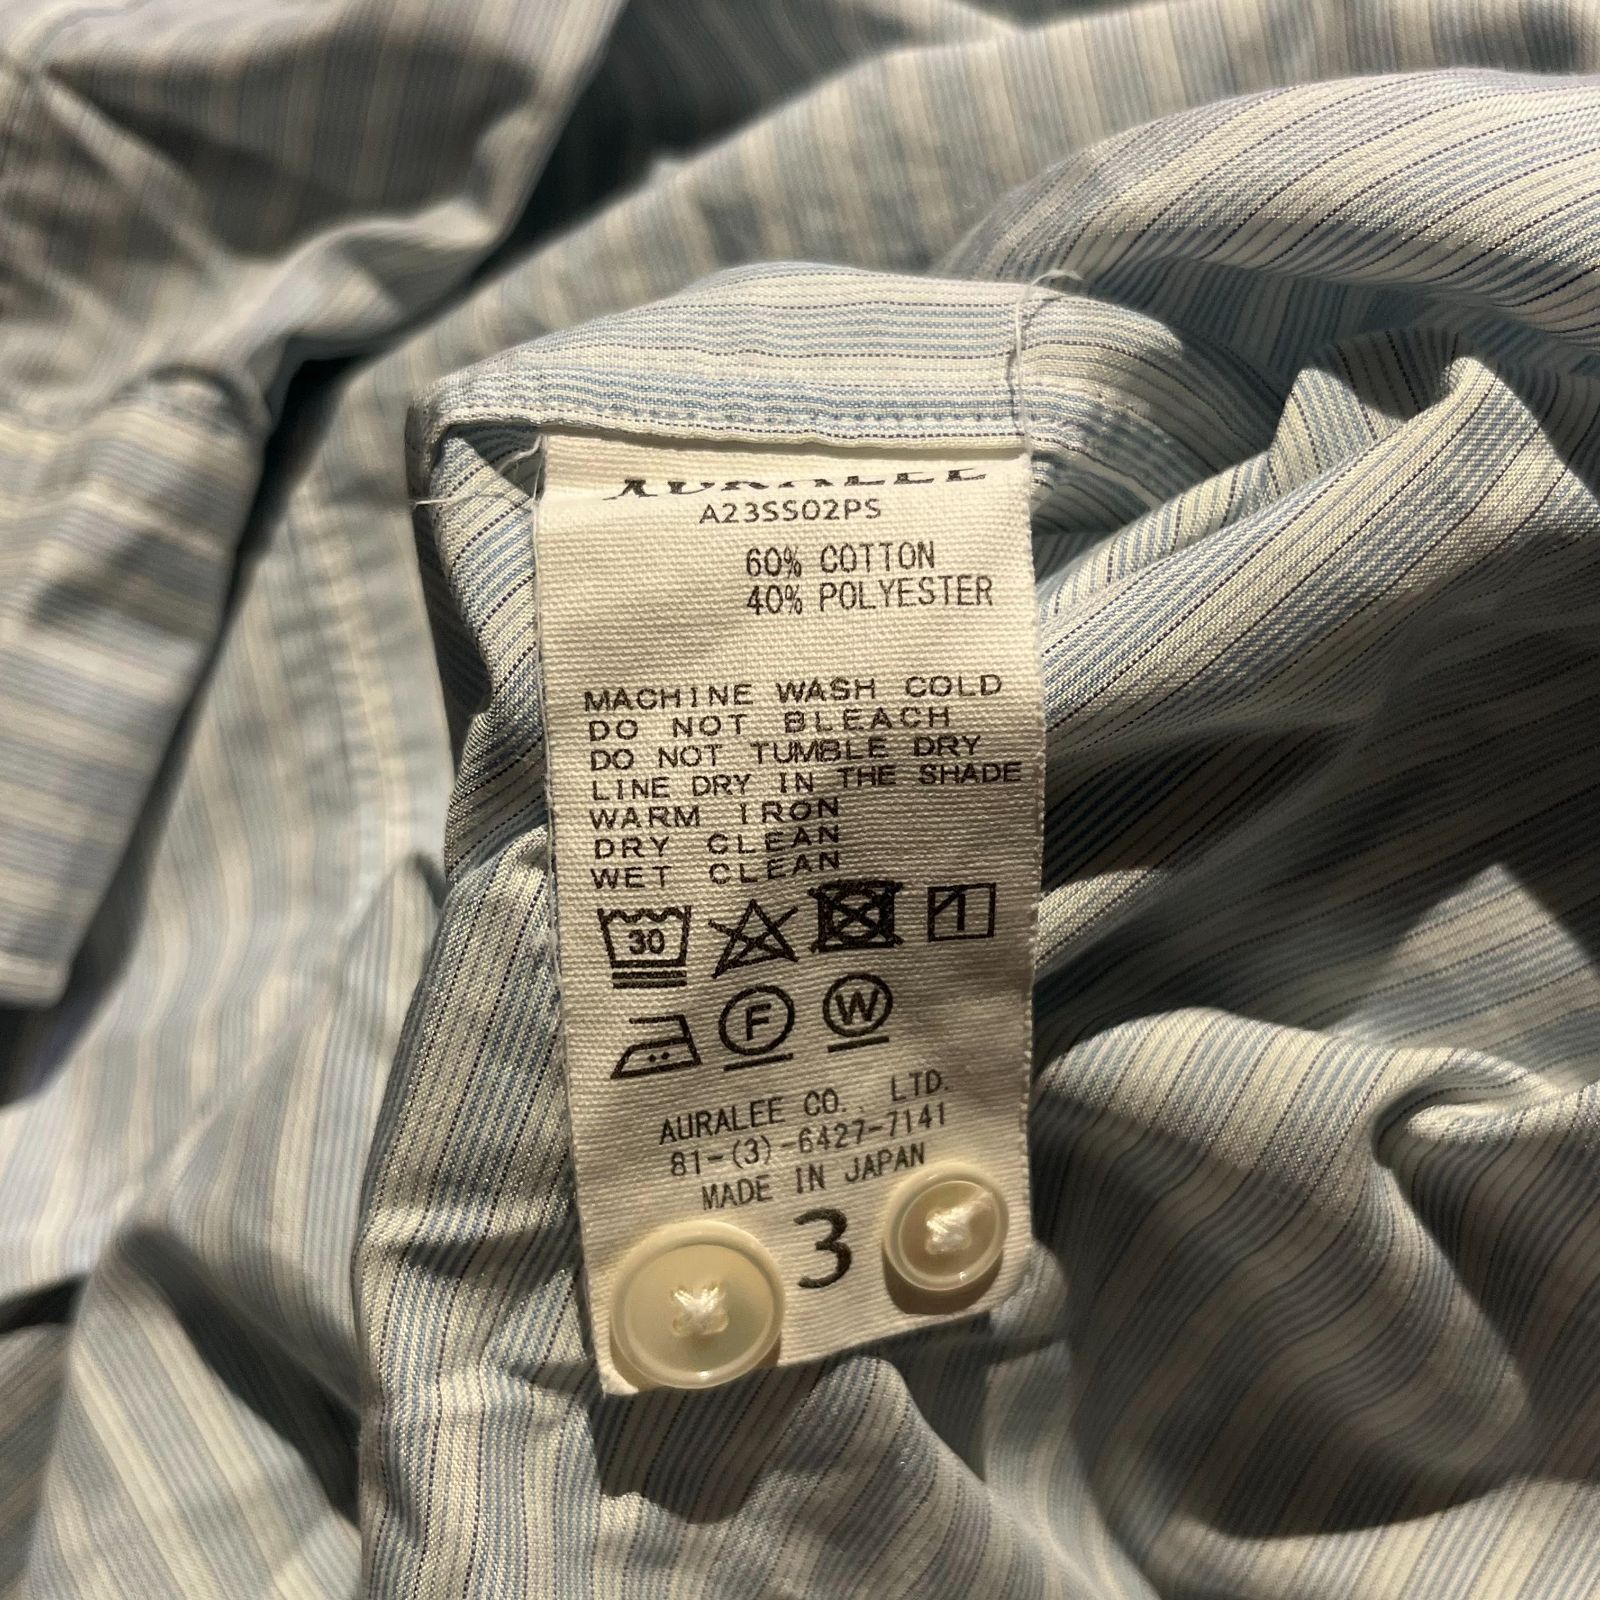 AURALEE
A23SS02PS
60% COTTON
40% POLYESTER
MACHINE WASH COLD
DO NOT BLEACH
DO NOT TUMBLE DRY
LINE DRY IN THE SHADE
WARM IRON
DRY CLEAN
WET CLEAN
30
F W
AURALEE CO., LTD.
81-(3)-6427-7141
MADE IN JAPAN
3